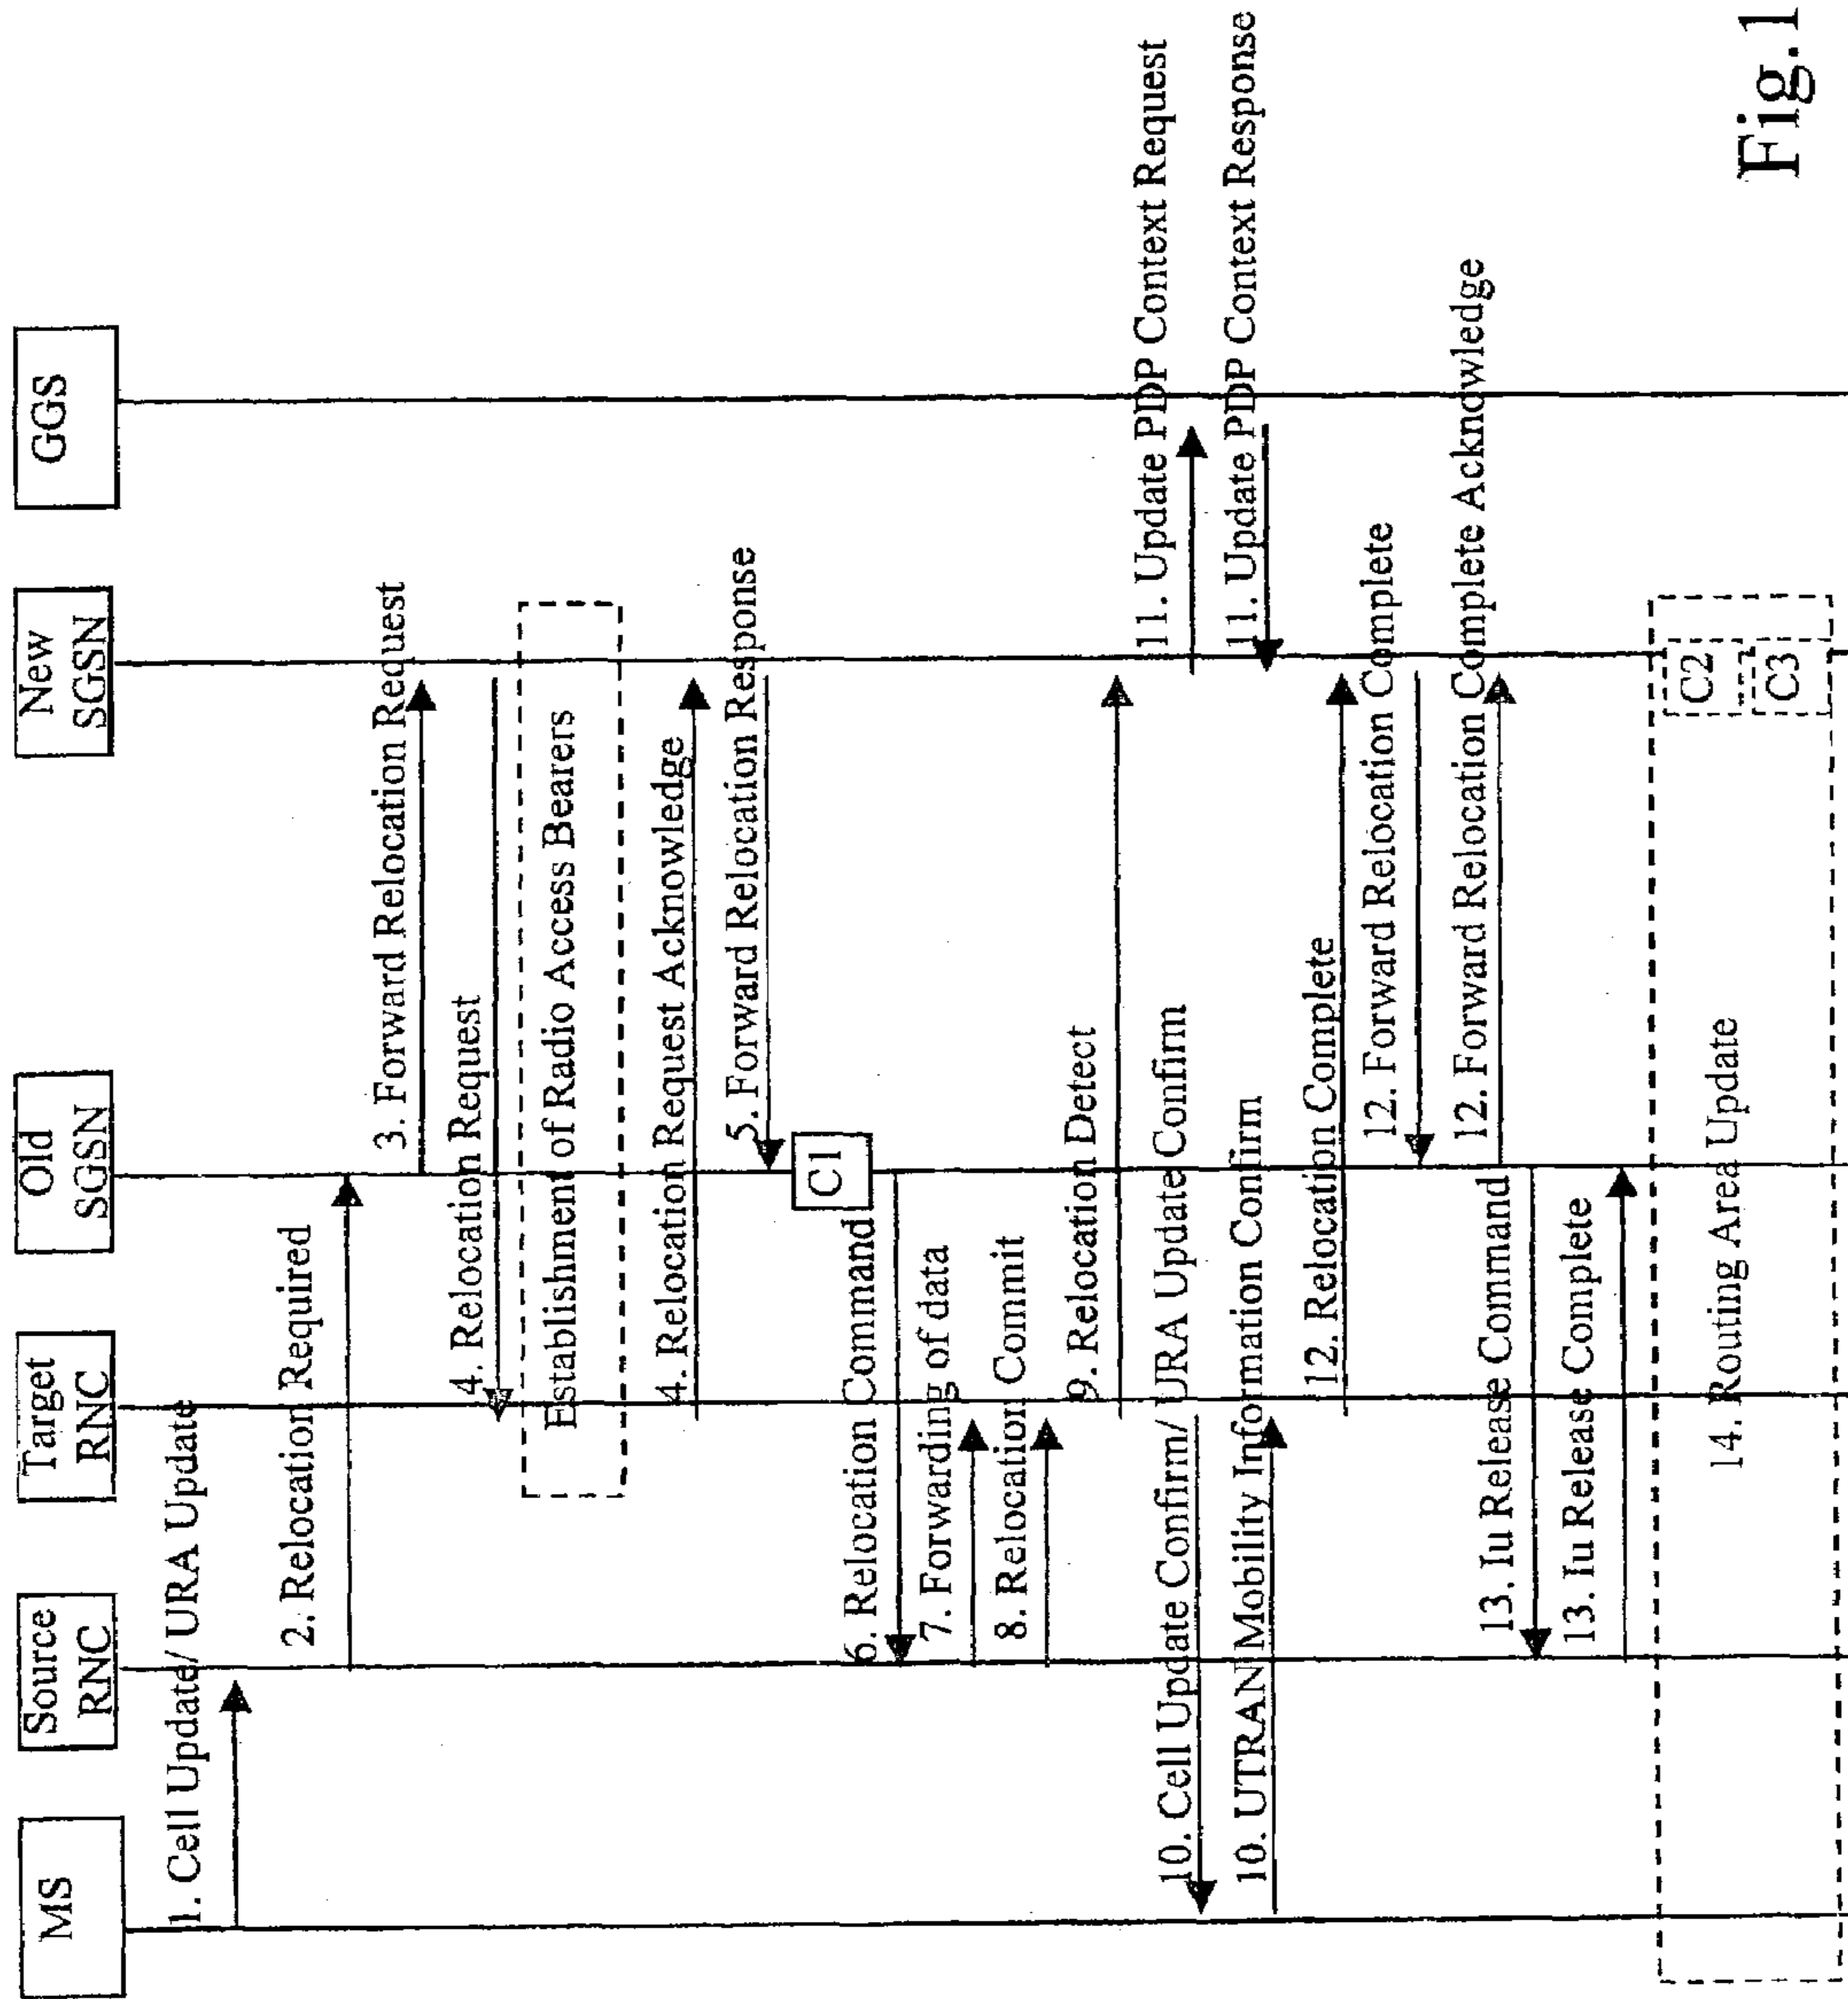 MS
Source
RNC
Target
RNC
Old
SGSN
New
SGSN
GGS
1. Cell Update/ URA Update
2. Relocation Required
3. Forward Relocation Request
4. Relocation Request
Establishment of Radio Access Bearers
4. Relocation Request Acknowledge
5. Forward Relocation Response
C1
6. Relocation Command
7. Forwarding of data
8. Relocation Commit
9. Relocation Detect
10. Cell Update Confirm/ URA Update Confirm
11. Update PDP Context Request
10. UTRAN Mobility Information Confirm
11. Update PDP Context Response
12. Relocation Complete
12. Forward Relocation Complete
12. Forward Relocation Complete Acknowledge
13. Iu Release Command
13. Iu Release Complete
14. Routing Area Update
C2
C3
Fig.1